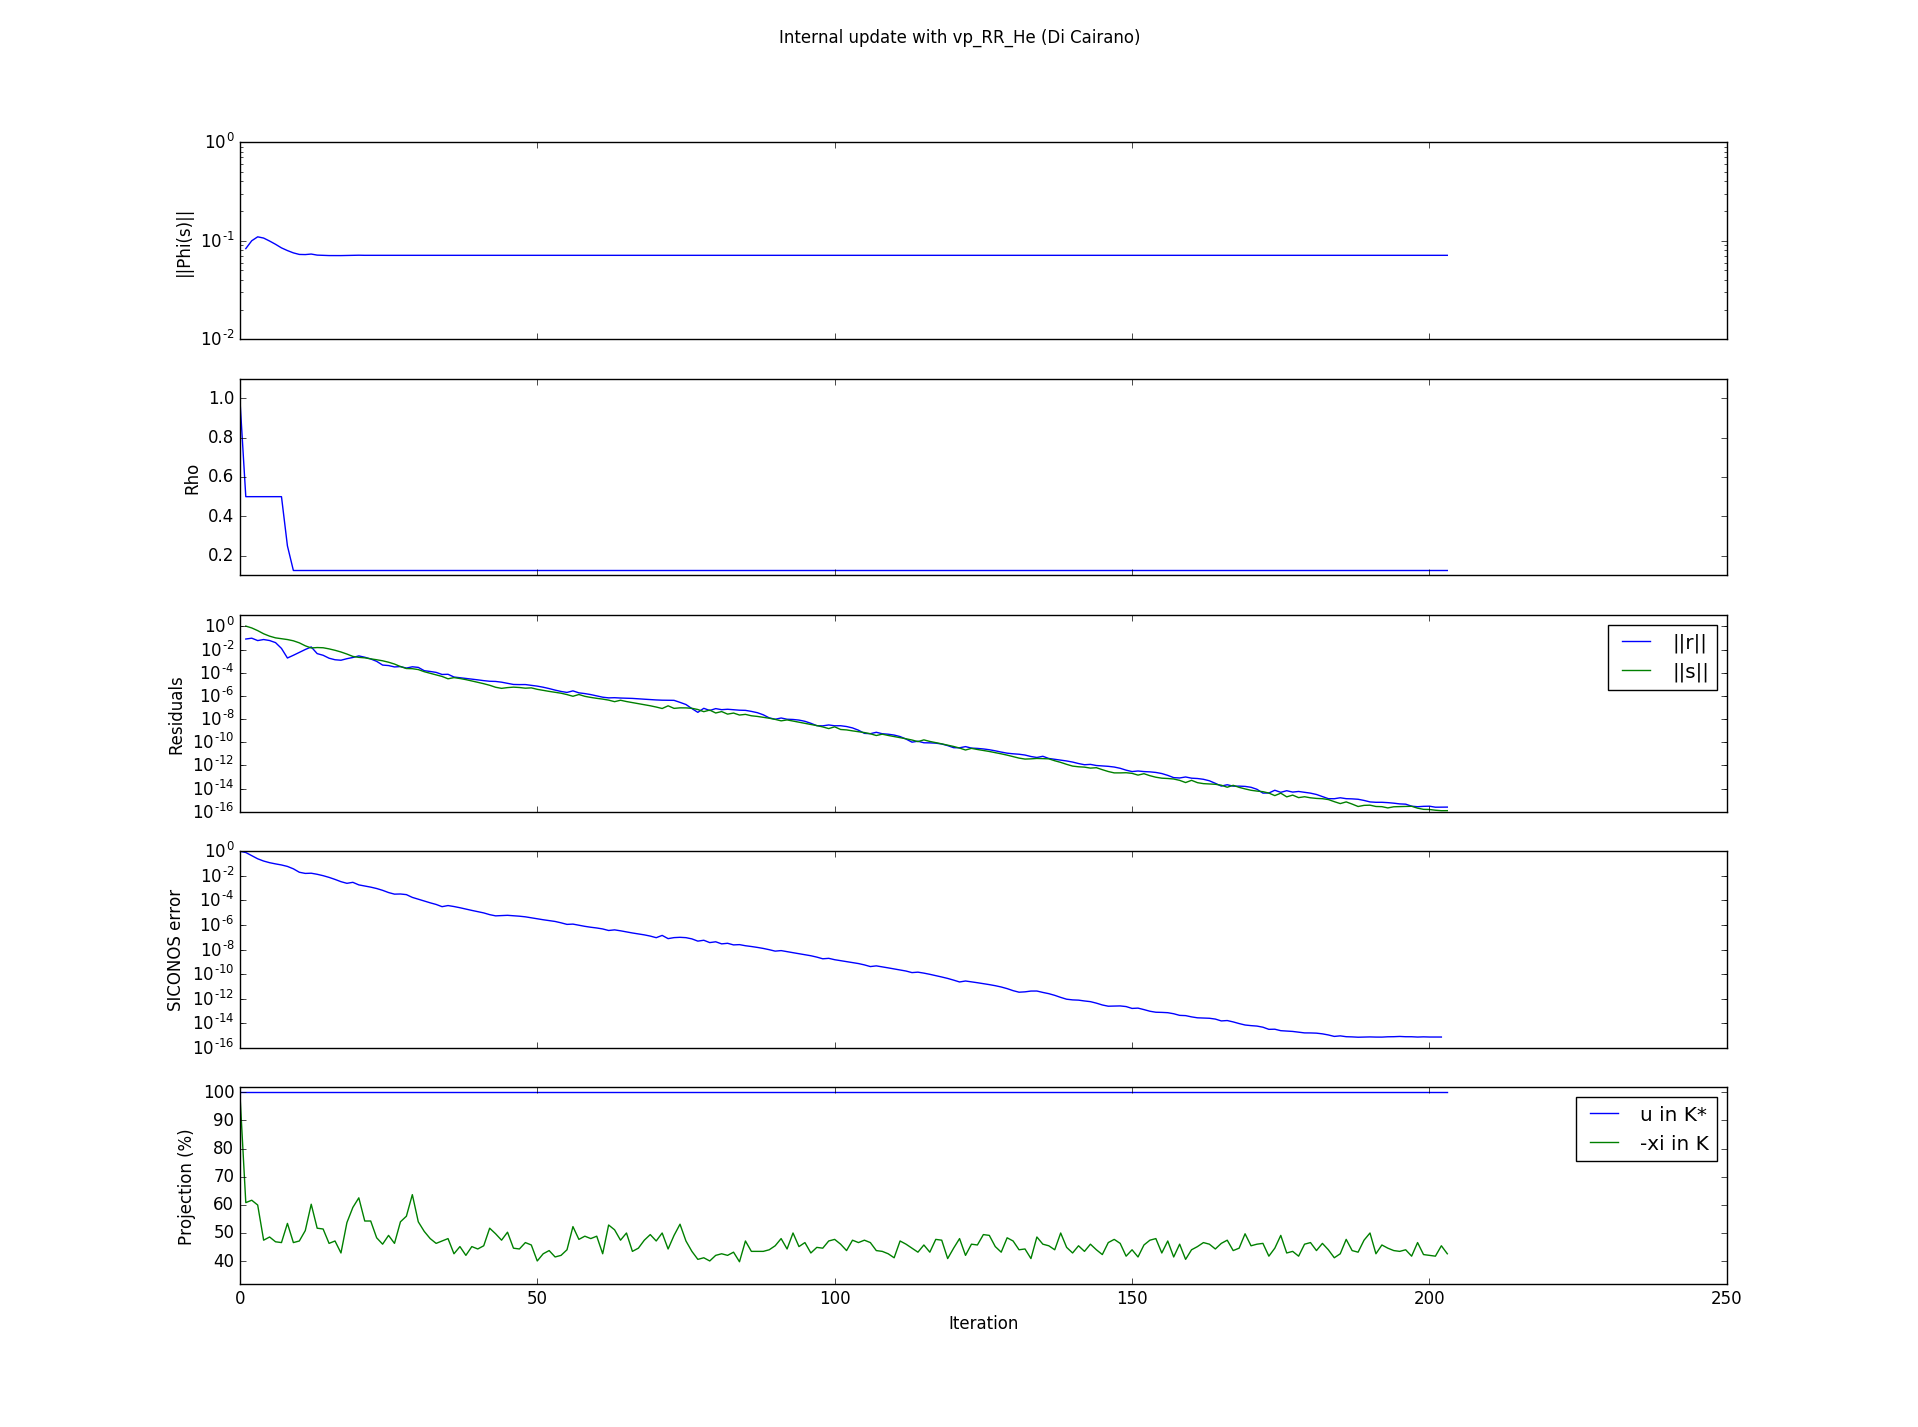 Internal update with vp_RR_He (Di Cairano)
||Phi(s)||
10^0
10^-1
10^-2
Rho
1.0
0.8
0.6
0.4
0.2
Residuals
10^0
10^-2
10^-4
10^-6
10^-8
10^-10
10^-12
10^-14
10^-16
||r||
||s||
SICONOS error
10^0
10^-2
10^-4
10^-6
10^-8
10^-10
10^-12
10^-14
10^-16
Projection (%)
100
90
80
70
60
50
40
u in K*
-xi in K
0 50 100 150 200 250
Iteration